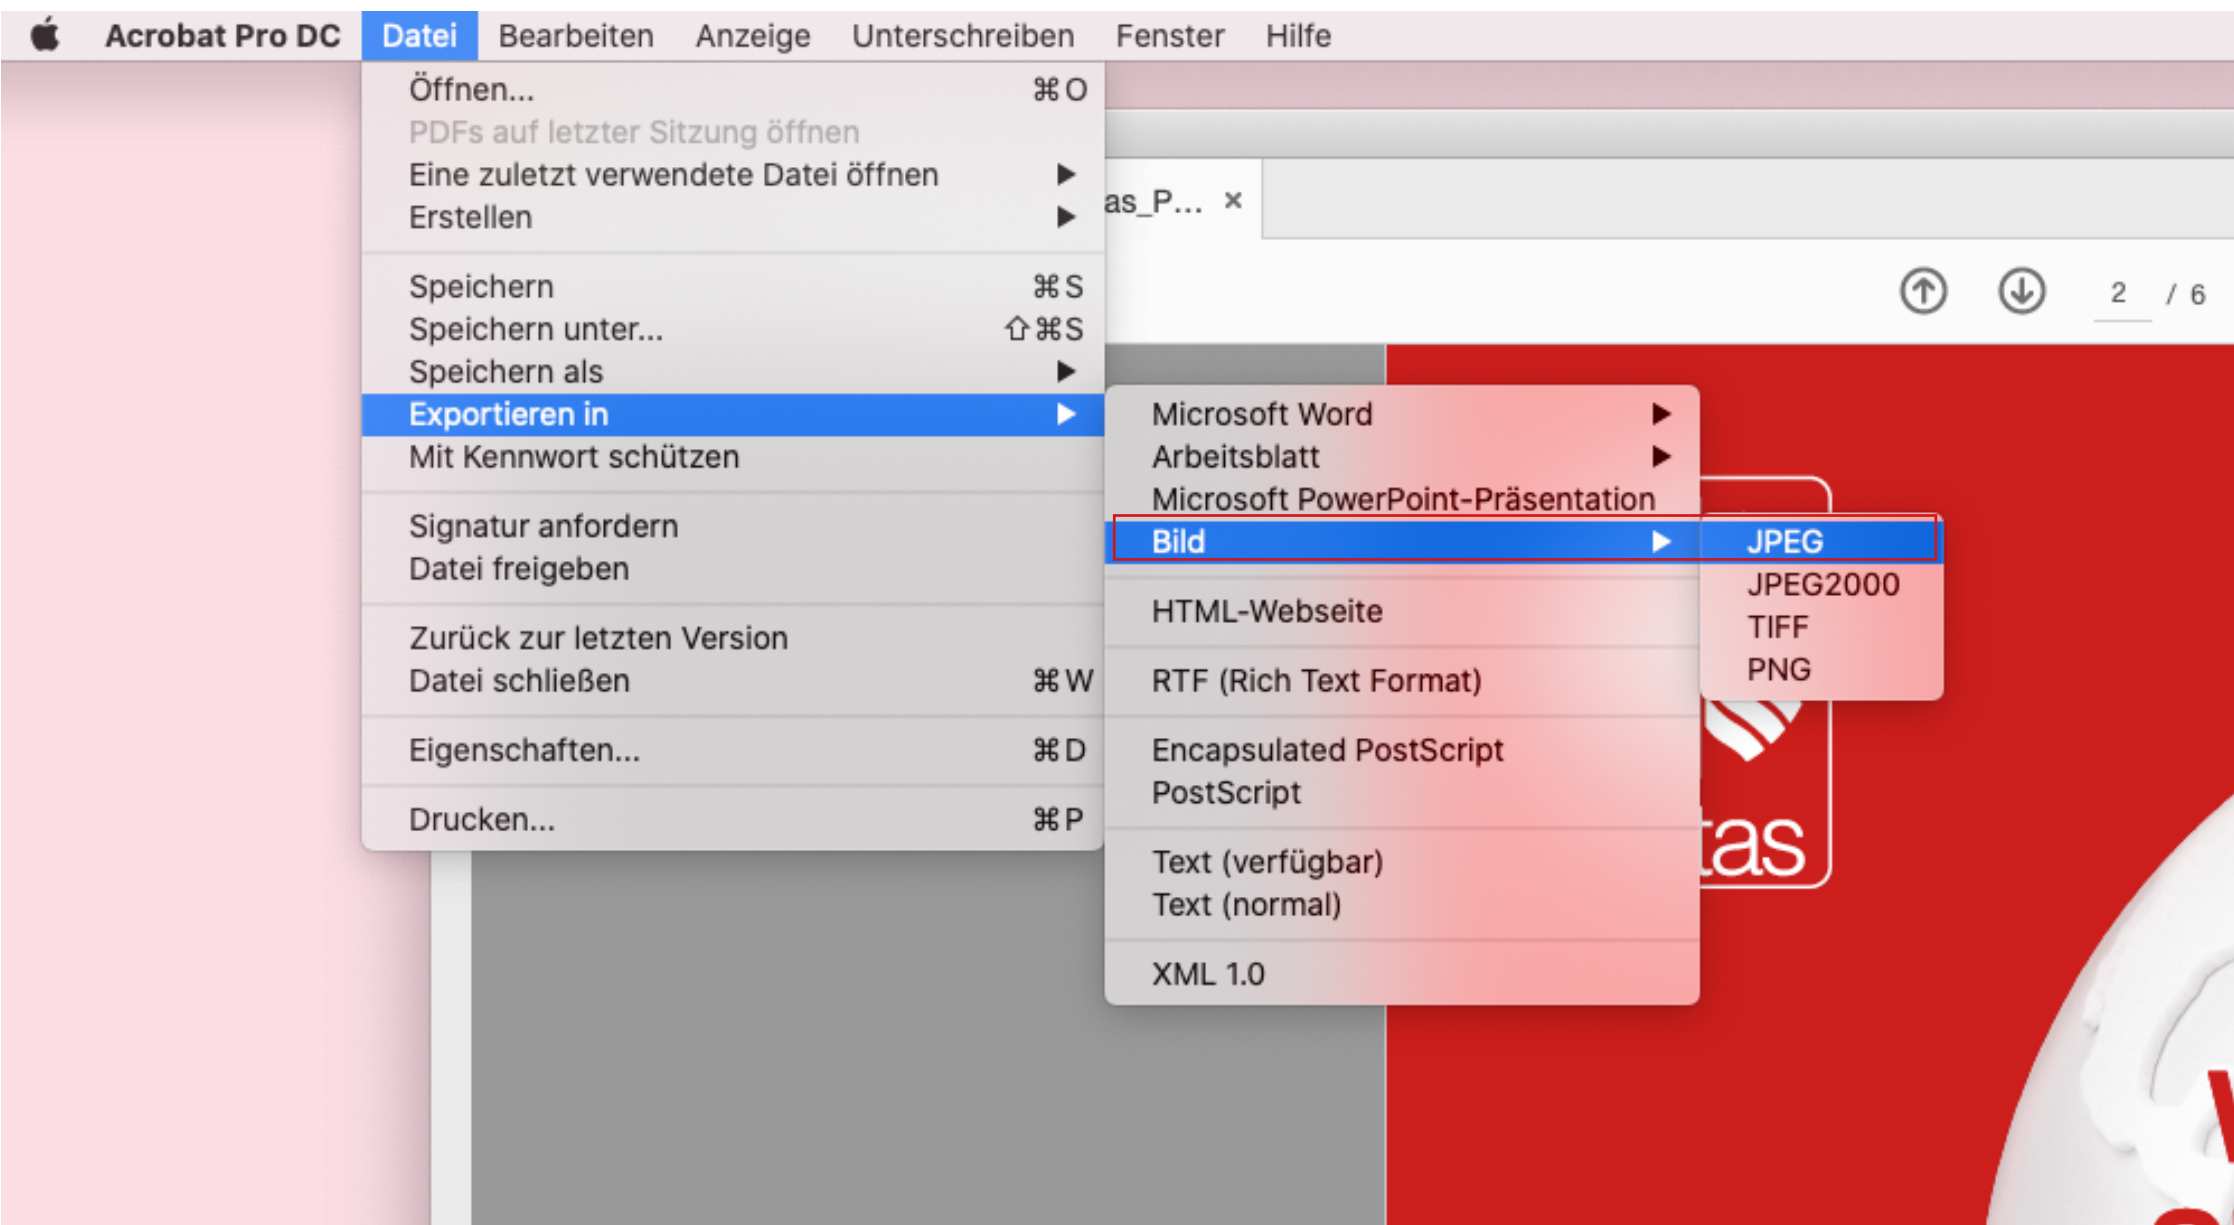 Acrobat Pro DC Datei Bearbeiten Anzeige Unterschreiben Fenster Hilfe
Öffnen... ⌘O
PDFs auf letzter Sitzung öffnen
Eine zuletzt verwendete Datei öffnen ▶
Erstellen ▶
as_P... ×
Speichern ⌘S
2 / 6
Speichern unter... ⇧⌘S
Speichern als ▶
Exportieren in ▶
Mit Kennwort schützen
Signatur anfordern
Datei freigeben
Zurück zur letzten Version
Datei schließen ⌘W
Eigenschaften... ⌘D
Drucken... ⌘P
Microsoft Word ▶
Arbeitsblatt ▶
Microsoft PowerPoint-Präsentation
Bild ▶
HTML-Webseite
RTF (Rich Text Format)
Encapsulated PostScript
PostScript
Text (verfügbar)
Text (normal)
XML 1.0
JPEG
JPEG2000
TIFF
PNG
tas